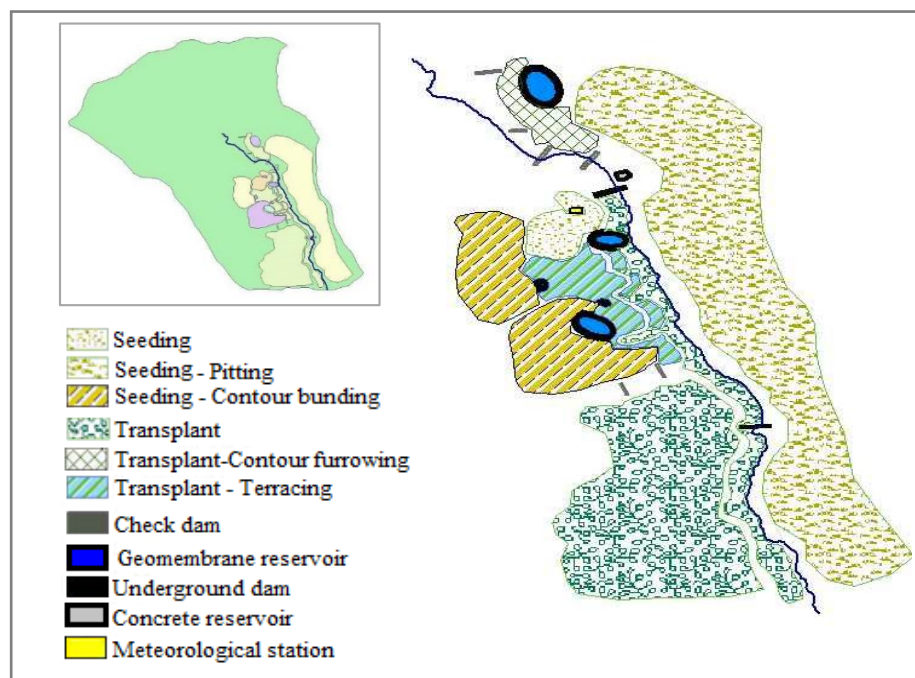 Seeding
Seeding - Pitting
Seeding - Contour bunding
Transplant
Transplant-Contour furrowing
Transplant - Terracing
Check dam
Geomembrane reservoir
Underground dam
Concrete reservoir
Meteorological station